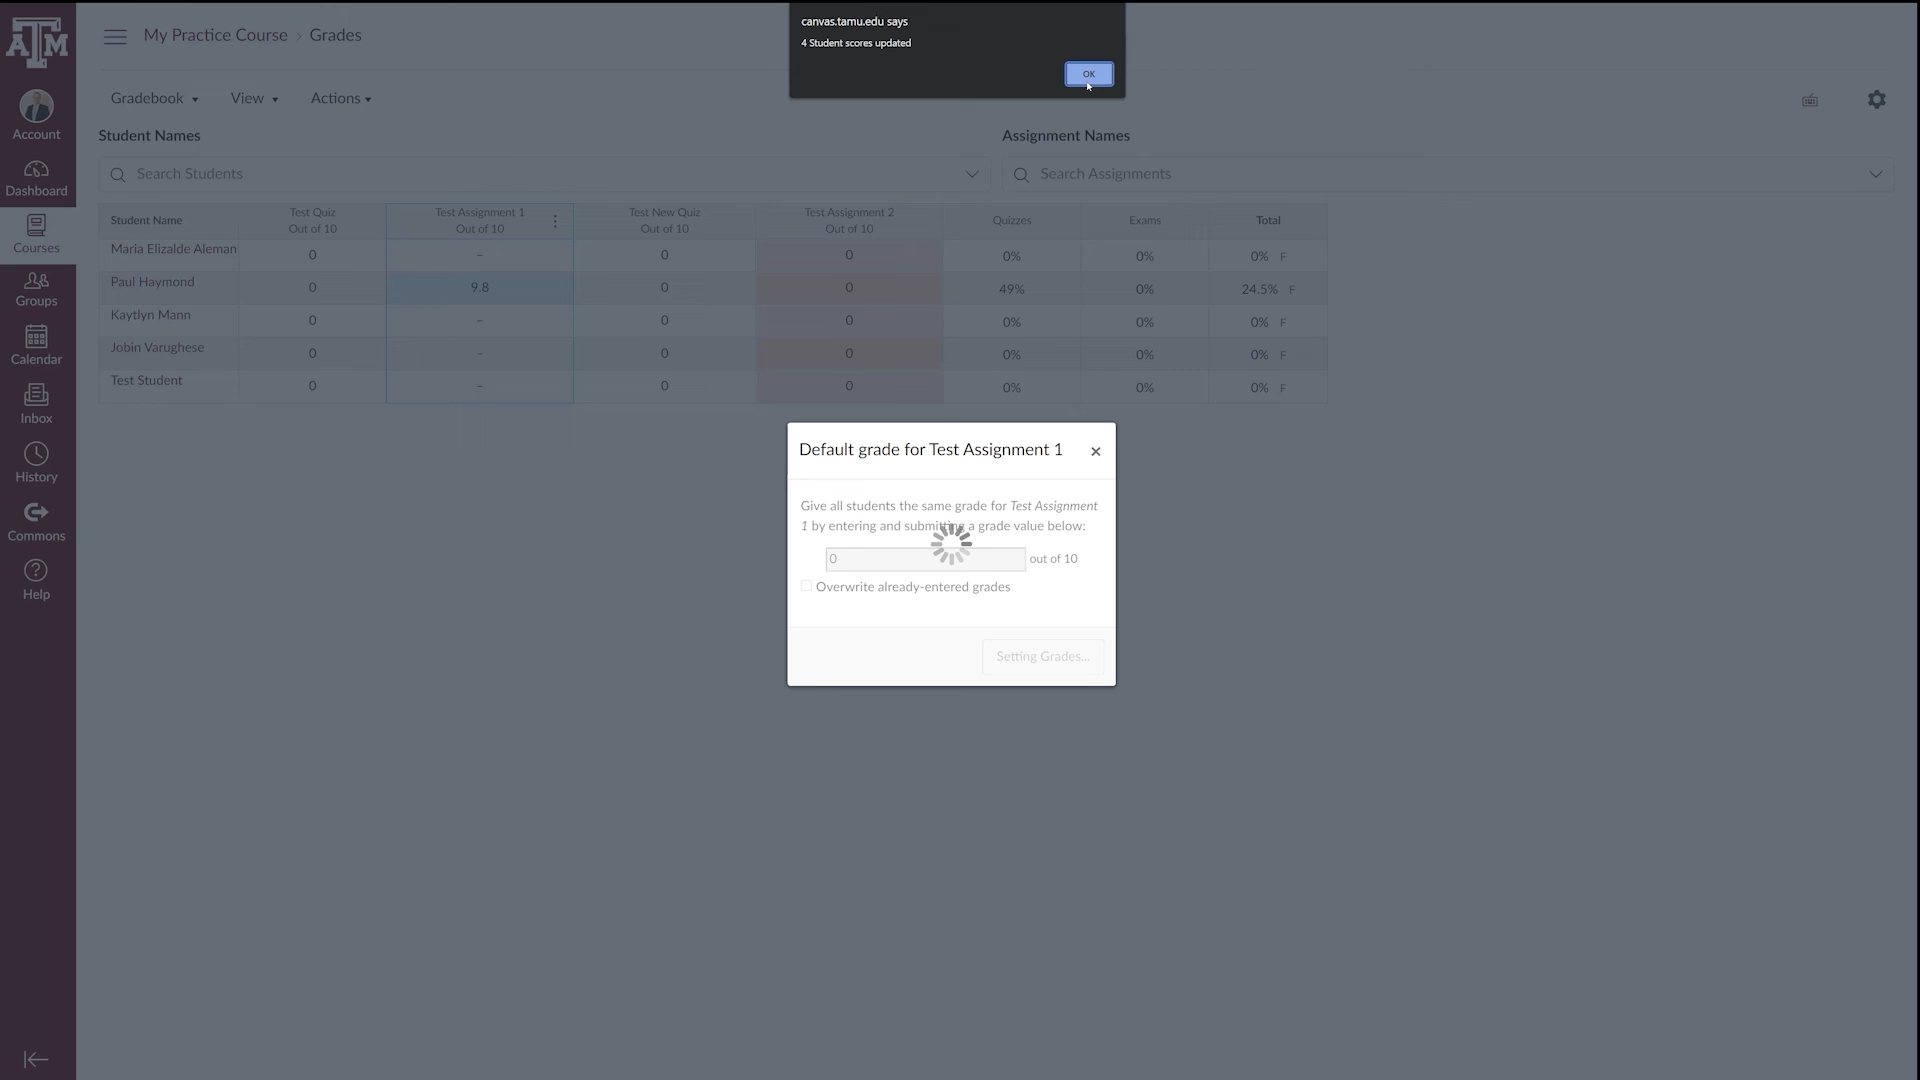 canvas.tamu.edu says
4 Student scores updated
OK
ATM
My Practice Course › Grades
Account
Dashboard
Courses
Groups
Calendar
Inbox
History
Commons
Help
Gradebook View Actions
Student Names Assignment Names
Search Students Search Assignments
Student Name Test Quiz Out of 10 Test Assignment 1 Out of 10 Test New Quiz Out of 10 Test Assignment 2 Out of 10 Quizzes Exams Total
Maria Elizalde Aleman 0 – 0 0 0% 0% 0% F
Paul Haymond 0 9.8 0 0 49% 0% 24.5% F
Kaytlyn Mann 0 – 0 0 0% 0% 0% F
Jobin Varughese 0 – 0 0 0% 0% 0% F
Test Student 0 – 0 0 0% 0% 0% F
Default grade for Test Assignment 1 ×
Give all students the same grade for Test Assignment
1 by entering and submitting a grade value below:
0 out of 10
Overwrite already-entered grades
Setting Grades...